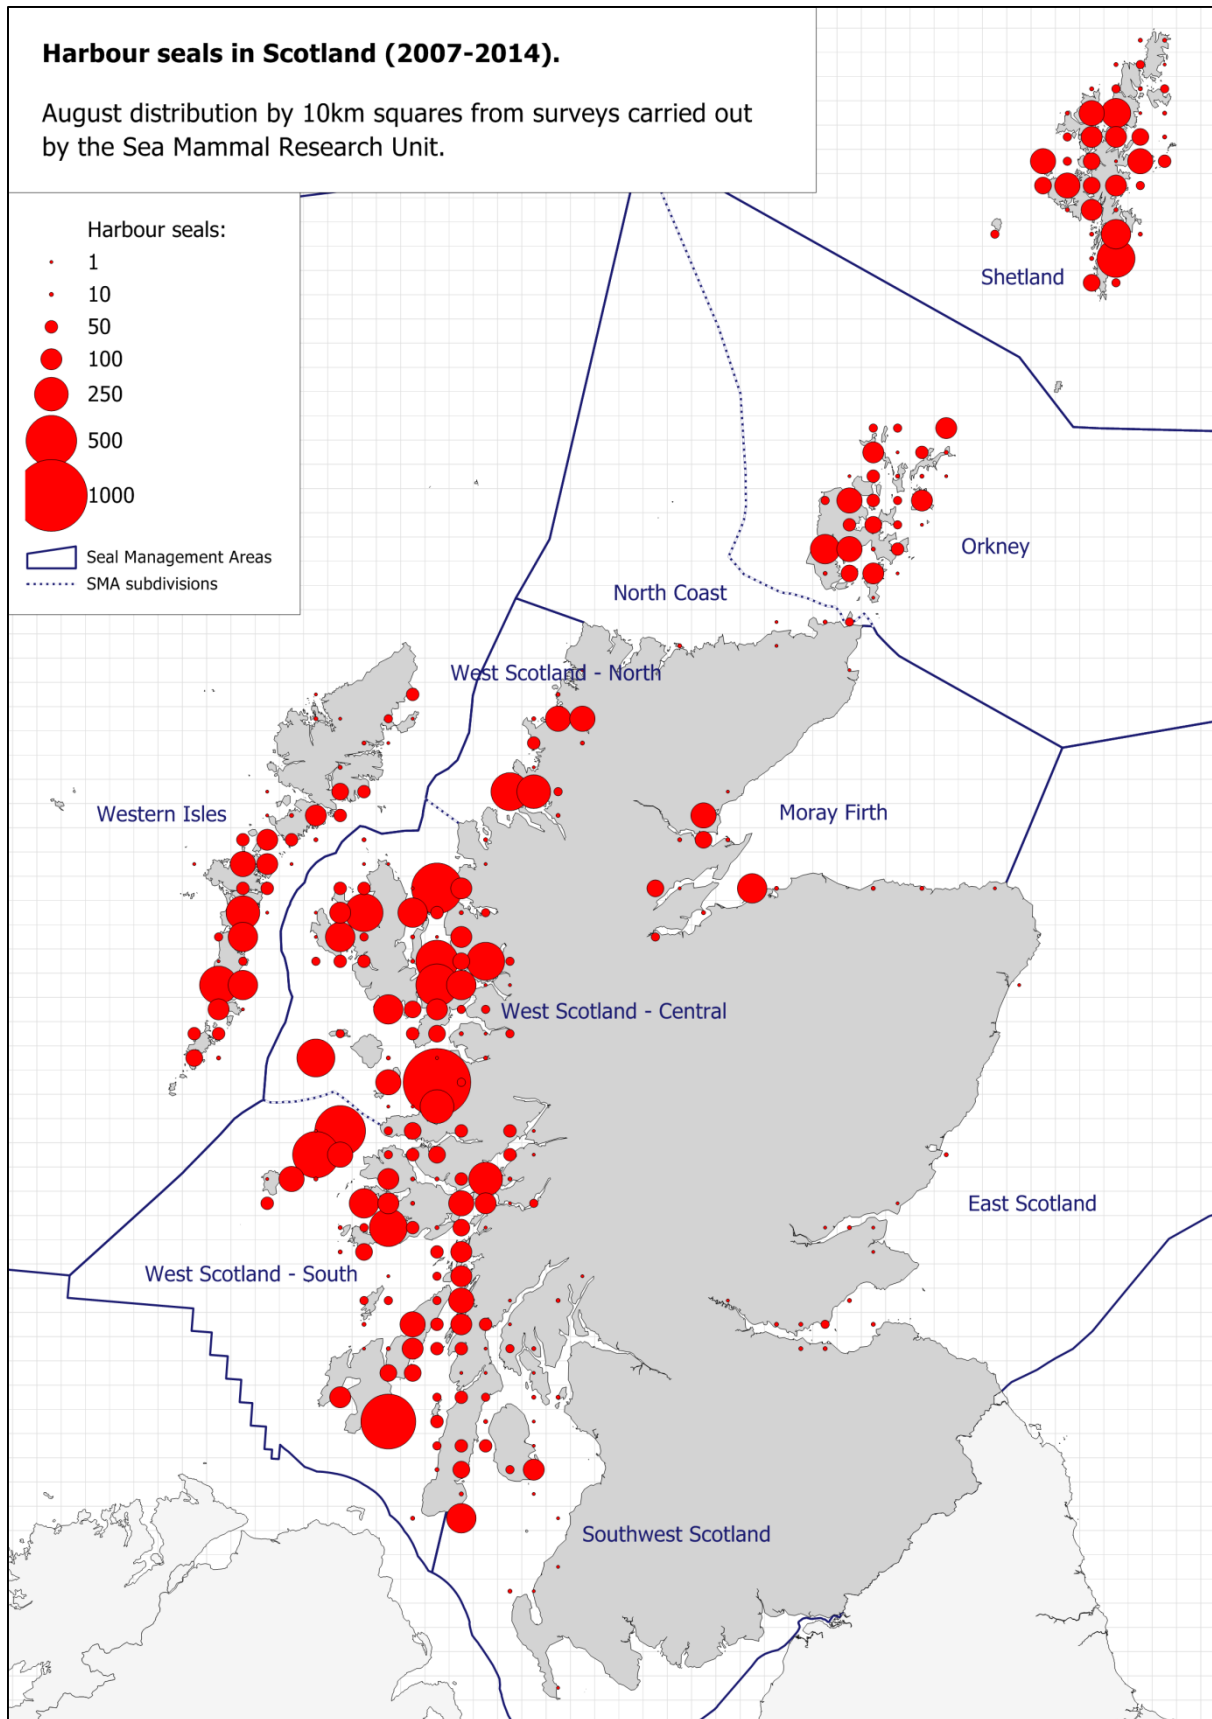 Harbour seals in Scotland (2007-2014).
August distribution by 10km squares from surveys carried out
by the Sea Mammal Research Unit.
Harbour seals:
1
10
50
100
250
500
1000
Seal Management Areas
SMA subdivisions
Shetland
Orkney
North Coast
West Scotland - North
Western Isles
Moray Firth
West Scotland - Central
East Scotland
West Scotland - South
Southwest Scotland